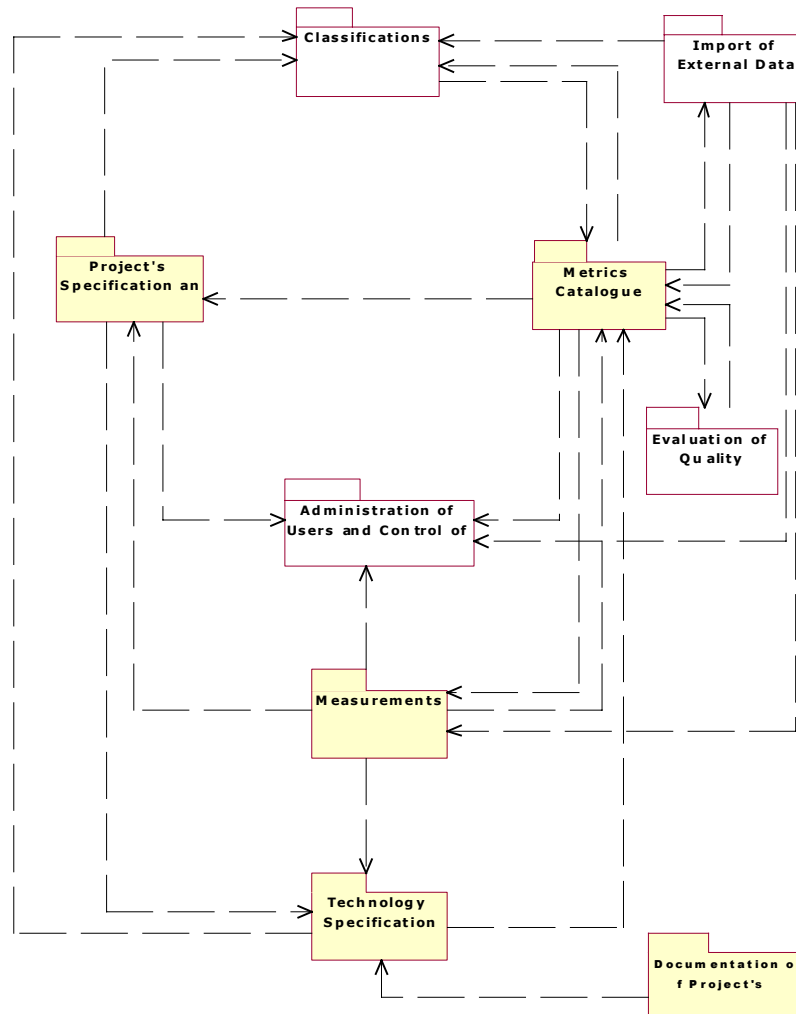 Classifications
Import of
External Data
Project's
Specification an
Metrics
Catalogue
Evaluation of
Quality
Administration of
Users and Control of
Measurements
Technology
Specification
Documentation o
f Project's